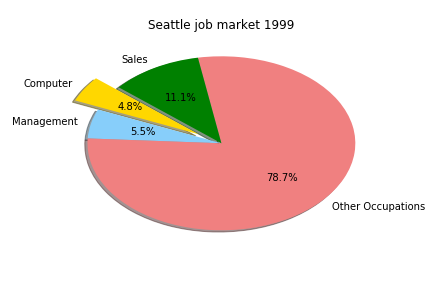 Seattle job market 1999
Sales
Computer
11.1%
4.8%
Management
5.5%
78.7%
Other Occupations